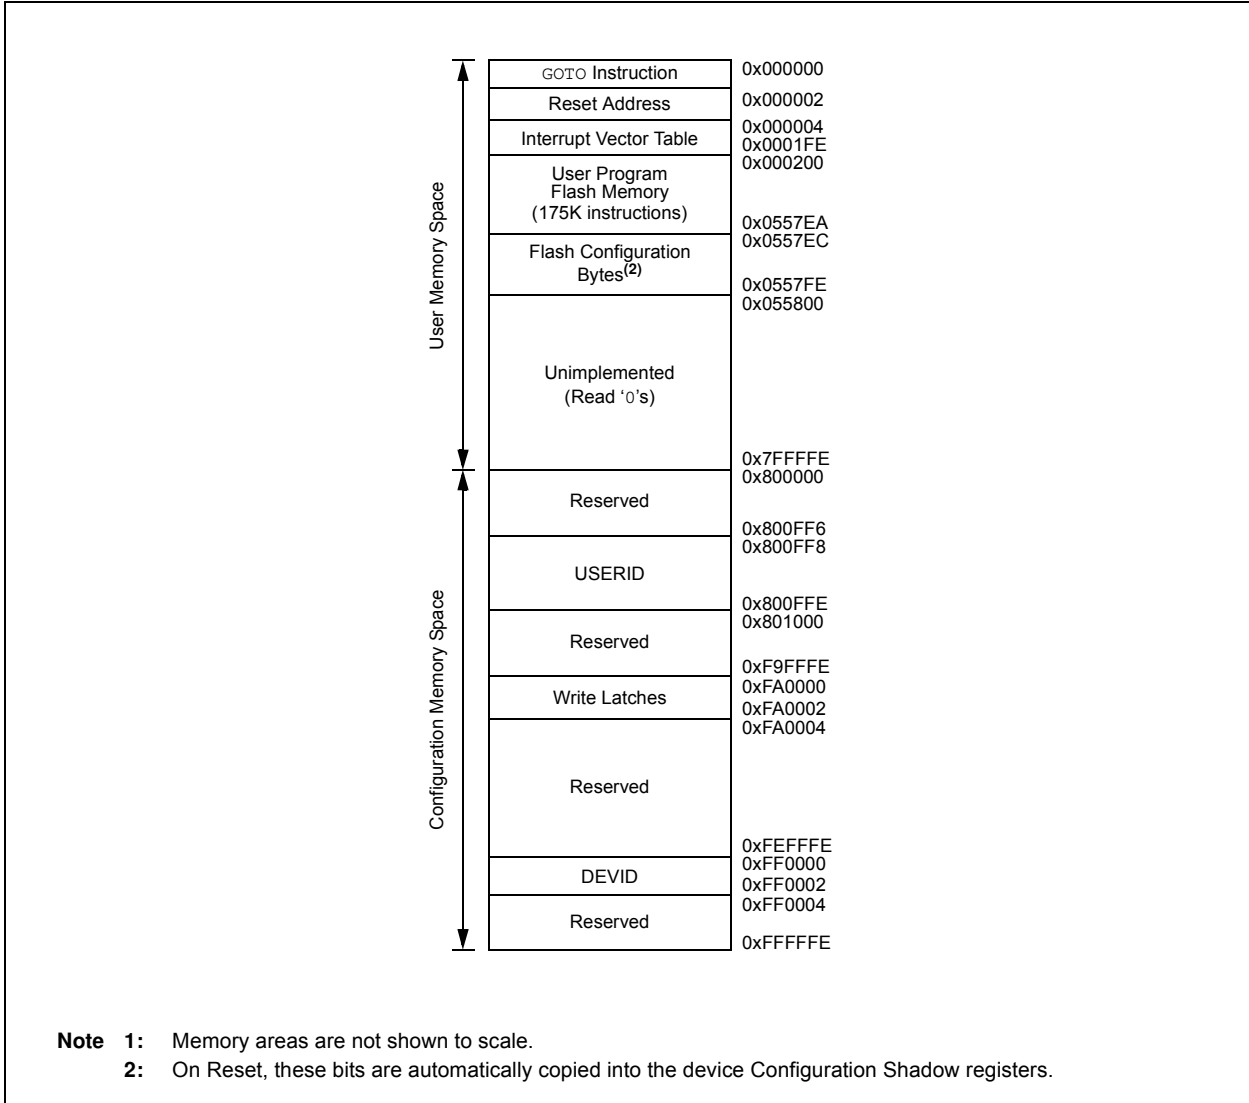 GOTO Instruction
0x000000
Reset Address
0x000002
Interrupt Vector Table
0x000004
0x0001FE
0x000200
User Program
Flash Memory
(175K instructions)
0x0557EA
0x0557EC
Flash Configuration
Bytes(2)
0x0557FE
0x055800
User Memory Space
Unimplemented
(Read ‘0’s)
0x7FFFFE
0x800000
Reserved
0x800FF6
0x800FF8
USERID
0x800FFE
0x801000
Reserved
0xF9FFFE
0xFA0000
Write Latches
0xFA0002
0xFA0004
Configuration Memory Space
Reserved
0xFEFFFE
0xFF0000
DEVID
0xFF0002
0xFF0004
Reserved
0xFFFFFE
Note 1: Memory areas are not shown to scale.
2: On Reset, these bits are automatically copied into the device Configuration Shadow registers.